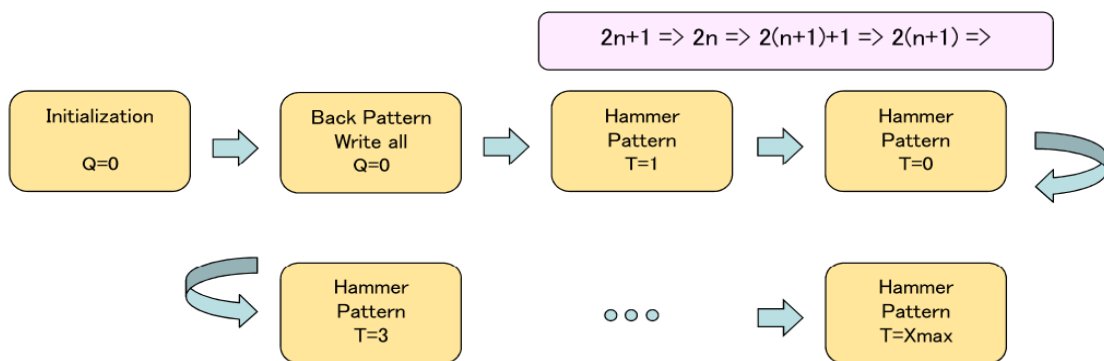 2n+1 => 2n => 2(n+1)+1 => 2(n+1) =>
Initialization
Q=0
Back Pattern
Write all
Q=0
Hammer
Pattern
T=1
Hammer
Pattern
T=0
Hammer
Pattern
T=3
Hammer
Pattern
T=Xmax